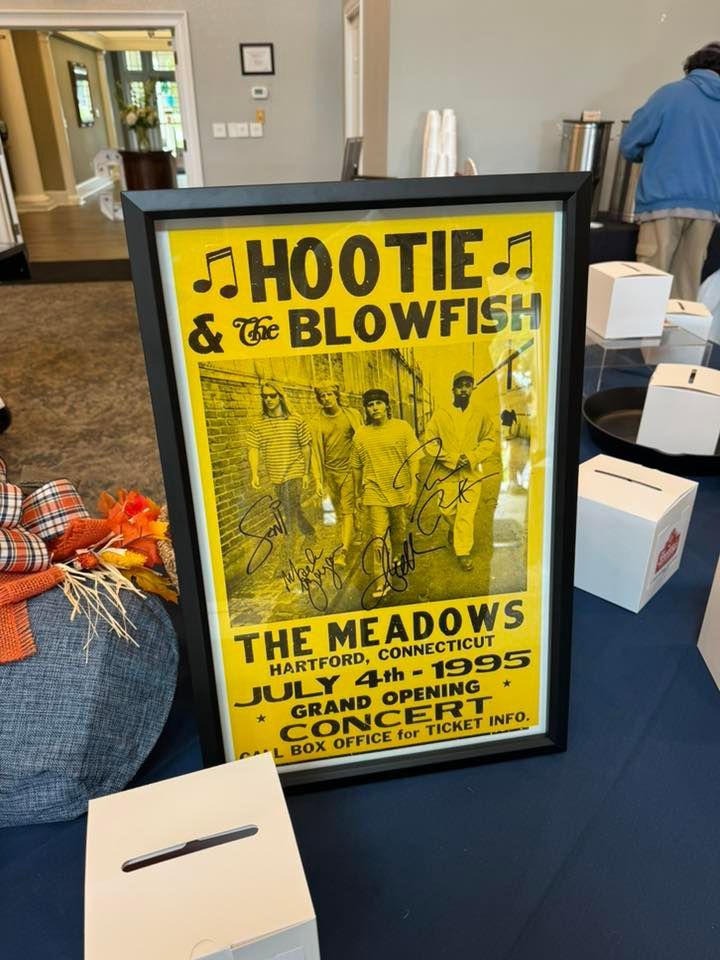 ♫ HOOTIE ♫
& The BLOWFISH
THE MEADOWS
HARTFORD, CONNECTICUT
JULY 4th - 1995
GRAND OPENING
★ CONCERT ★
CALL BOX OFFICE for TICKET INFO.